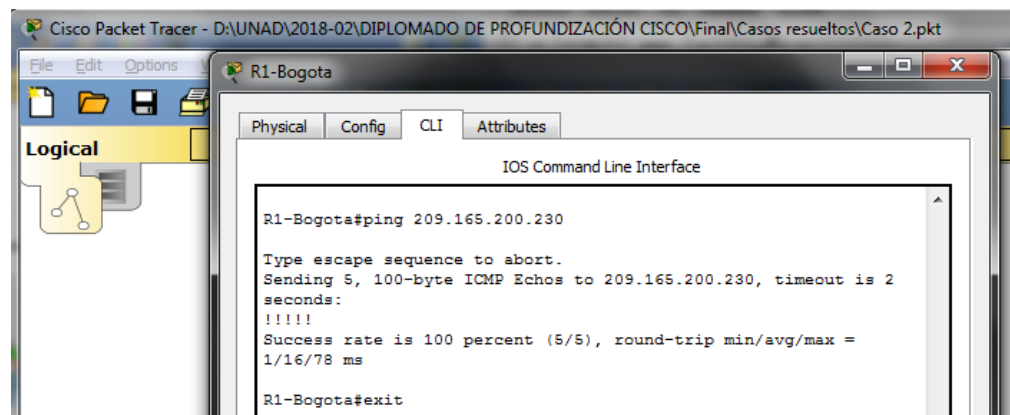 Cisco Packet Tracer - D:\UNAD\2018-02\DIPLOMADO DE PROFUNDIZACIÓN CISCO\Final\Casos resueltos\Caso 2.pkt
File Edit Options
R1-Bogota
Physical Config CLI Attributes
Logical
IOS Command Line Interface
R1-Bogota#ping 209.165.200.230
Type escape sequence to abort.
Sending 5, 100-byte ICMP Echos to 209.165.200.230, timeout is 2
seconds:
!!!!!
Success rate is 100 percent (5/5), round-trip min/avg/max =
1/16/78 ms
R1-Bogota#exit